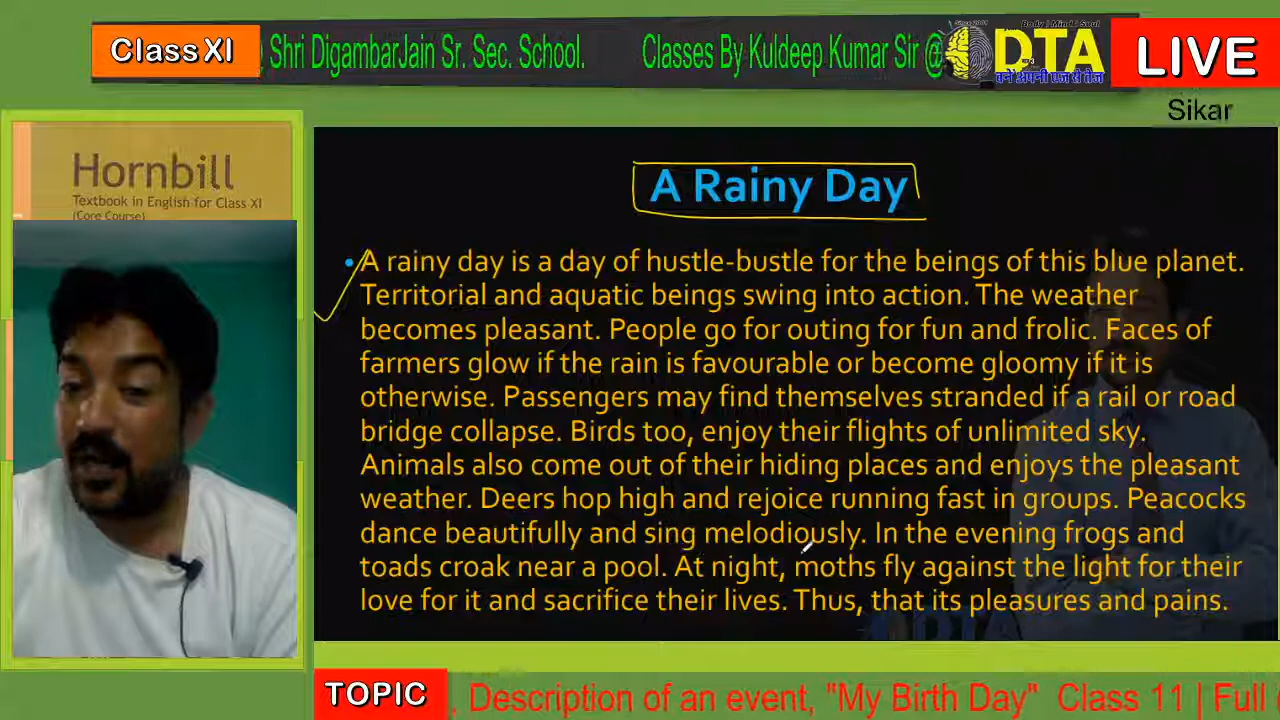 Class XI
Shri DigambarJain Sr. Sec. School. Classes By Kuldeep Kumar Sir @
Since 2001
Body | Mind | Soul
DTA
LIVE
Sikar
Hornbill
Textbook in English for Class XI
(Core Course)
A Rainy Day
• A rainy day is a day of hustle-bustle for the beings of this blue planet.
Territorial and aquatic beings swing into action. The weather
becomes pleasant. People go for outing for fun and frolic. Faces of
farmers glow if the rain is favourable or become gloomy if it is
otherwise. Passengers may find themselves stranded if a rail or road
bridge collapse. Birds too, enjoy their flights of unlimited sky.
Animals also come out of their hiding places and enjoys the pleasant
weather. Deers hop high and rejoice running fast in groups. Peacocks
dance beautifully and sing melodiously. In the evening frogs and
toads croak near a pool. At night, moths fly against the light for their
love for it and sacrifice their lives. Thus, that its pleasures and pains.
TOPIC
, Description of an event, "My Birth Day" Class 11 | Full